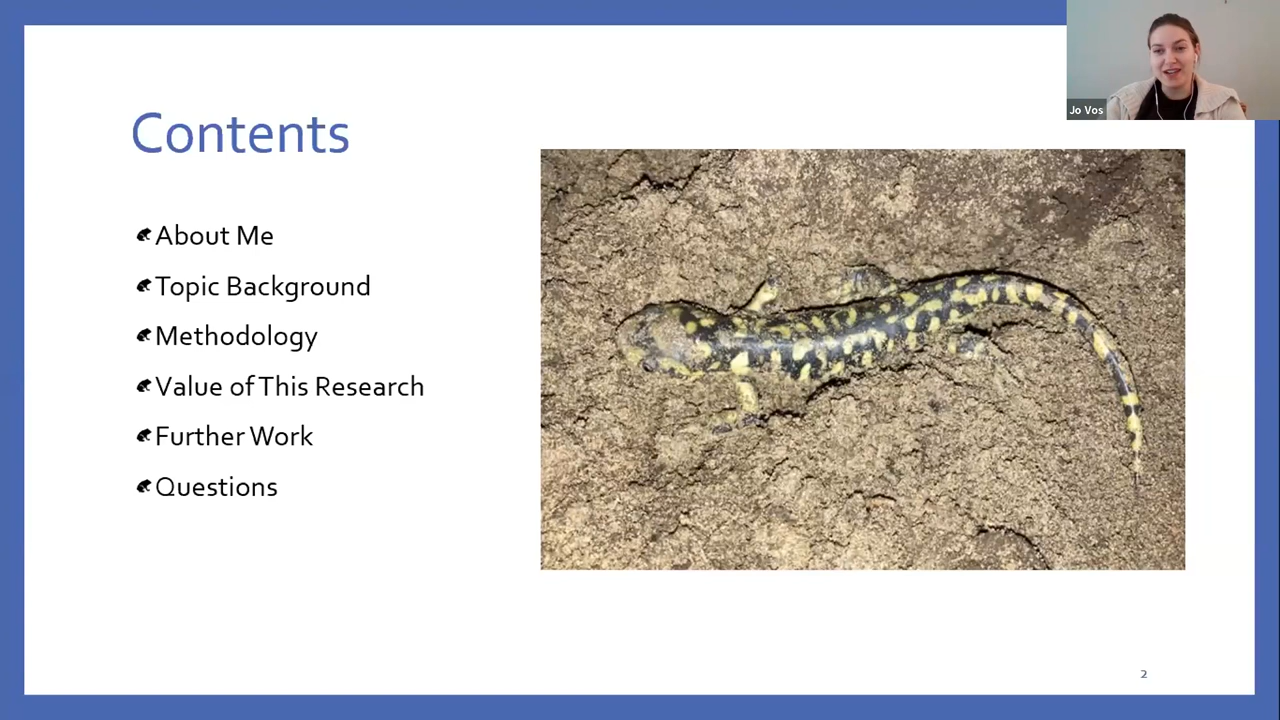 Jo Vos
Contents
About Me
Topic Background
Methodology
Value of This Research
Further Work
Questions
2